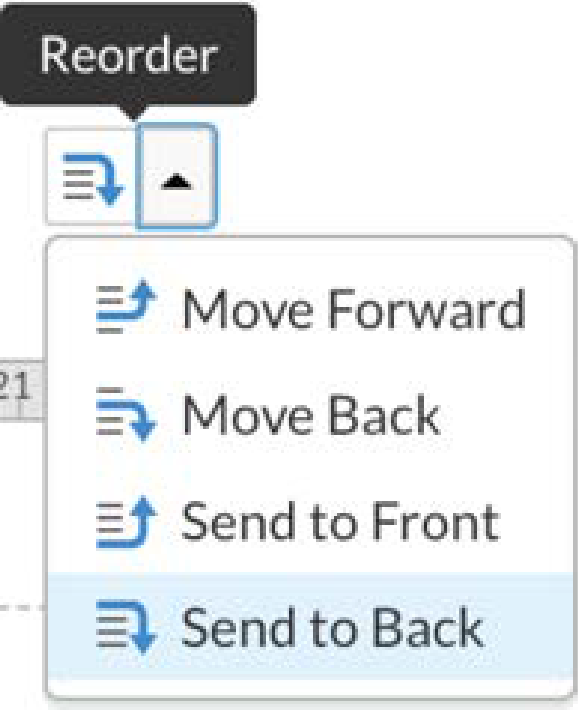 Reorder
Move Forward
21
Move Back
Send to Front
Send to Back